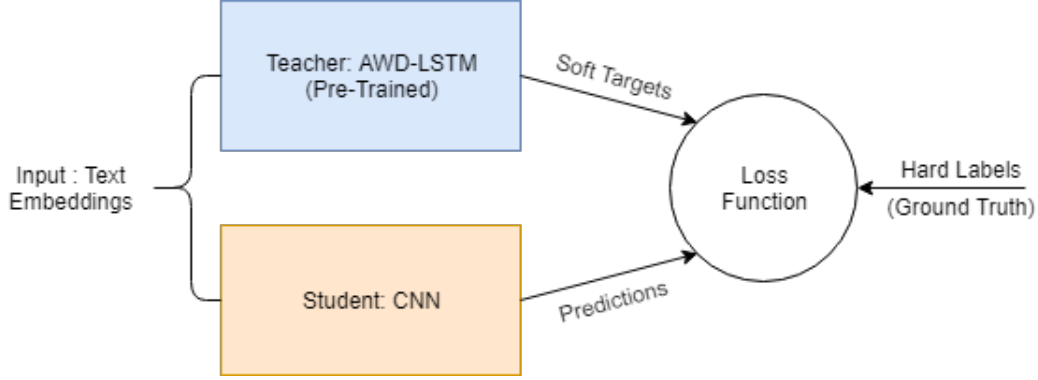 Teacher: AWD-LSTM
(Pre-Trained)
Soft Targets
Input : Text
Embeddings
Loss
Function
Hard Labels
(Ground Truth)
Student: CNN
Predictions